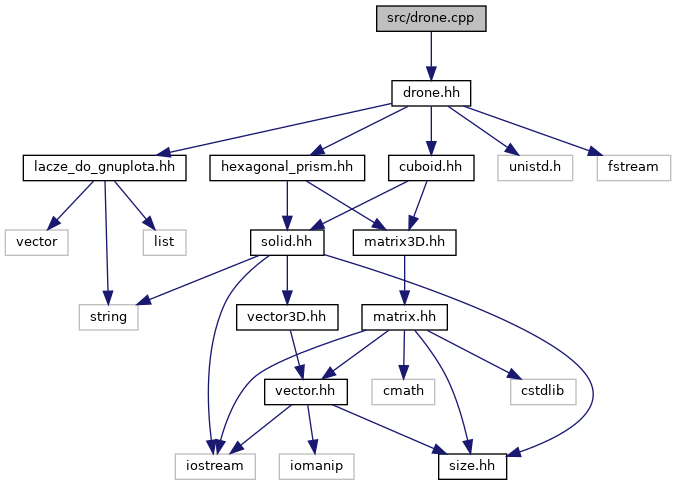 src/drone.cpp
drone.hh
lacze_do_gnuplota.hh
hexagonal_prism.hh
cuboid.hh
unistd.h
fstream
vector
list
solid.hh
matrix3D.hh
string
vector3D.hh
matrix.hh
vector.hh
cmath
cstdlib
iostream
iomanip
size.hh